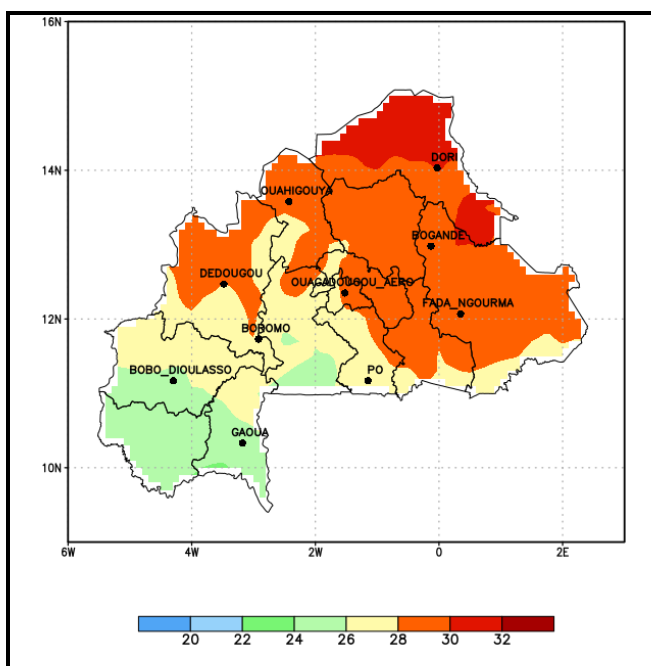 16N
DORI
14N
OUAHIGOUYA
BOGANDE
DEDOUGOU
FADA_NGOURMA
12N
BOROMO
BOBO_DIOULASSO
PO
GAOUA
10N
6W 4W 2W 0 2E
20 22 24 26 28 30 32